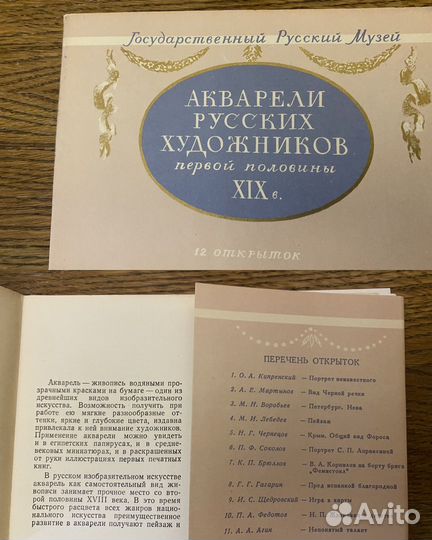 Государственный Русский Музей
АКВАРЕЛИ
РУССКИХ
ХУДОЖНИКОВ
первой половины
XIX в.
12 ОТКРЫТОК
Акварель — живопись водяными про-
зрачными красками на бумаге — один из
древнейших видов изобразительного
искусства. Возможность получить при
работе ею мягкие разнообразные от-
тенки, яркие и глубокие цвета, издавна
привлекала к ней внимание художников.
Применение акварели можно увидеть
и в египетских папирусах, и в средне-
вековых миниатюрах, и в раскрашенных
от руки иллюстрациях первых печатных
книг.
В русском изобразительном искусстве
акварель как самостоятельный вид жи-
вописи занимает прочное место со вто-
рой половины XVIII века. В это время
быстрого расцвета всех жанров нацио-
нального искусства преимущественное
развитие в акварели получают пейзаж и
ПЕРЕЧЕНЬ ОТКРЫТОК
1. О. А. Кипренский — Портрет неизвестного
2. А. Е. Мартынов — Вид Черной речки
3. М. Н. Воробьев — Петербург. Нева
4. М. И. Лебедев — Пейзаж
5. Н. Г. Чернецов — Крым. Общий вид Фороса
6. П. Ф. Соколов — Портрет С. П. Апраксиной
7. К. П. Брюллов — В. А. Корнилов на борту брига
„Фемистокл"
8. Г. Г. Гагарин — Пред иконкой благородной
9. И. С. Щедровский — Игра в карты
10. П. А. Федотов — Н. П. Ж
11. А. А. Агин — Непонятый талант
Avito